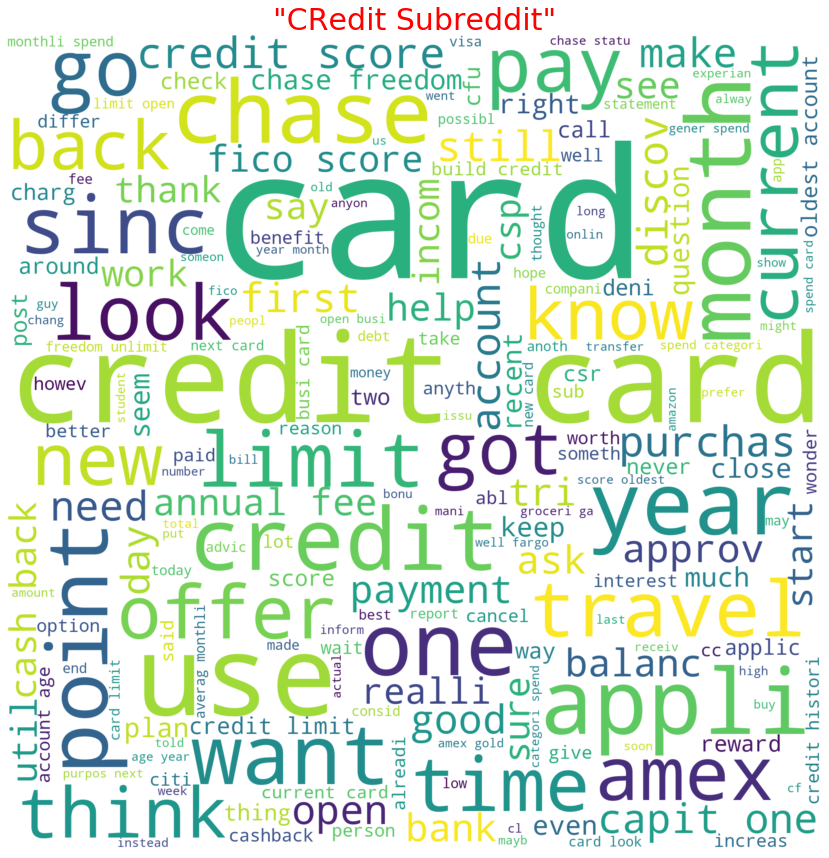 "CRedit Subreddit"
monthli spend
go
credit score
visa
pay
chase statu
make
month
current
experian
check
chase freedom
cfu
see
limit open
went
right
statement
alway
gener spend
differ
back
chase
possibl
call
discov
app
oldest account
us
still
well
fico score
build credit
question
charg
fee
thank
card
incom
csp
old
anyon
say
long
sinc
come
benefit
due
thought
onlin
someon
year month
around
work
hope
deni
show
spend card
post
guy
fico
first
help
account
compani
know
might
chang
look
peopl
open busi
recent
take
debt
freedom unlimit
next card
anoth
transfer
spend categori
credit card
busi card
howev
seem
student
money
two
anyth
csr
new card
sub
prefer
amazon
issu
better
reason
limit
got
worth
purchas
new
paid
someth
never
close
wonder
number
bill
tri
score oldest
year
need
annual fee
bonu
mani
abl
groceri ga
may
start
point
day
total
put
credit
keep
approv
cash back
advic
lot
ask
today
score
payment
interest
much
amount
offer
travel
util
option
best
report
cancel
last
said
inform
one
way
cc
applic
end
use
wait
made
receiv
averag monthli
actual
balanc
high
account age
card limit
realli
appli
plan
consid
good
sure
categori spend
buy
credit histori
told
credit limit
want
age year
amex gold
give
reward
soon
purpos next
citi
current card
alreadi
time
amex
cf
week
low
think
thing
open
person
bank
cl
mayb
even
capit one
instead
cashback
card look
increas